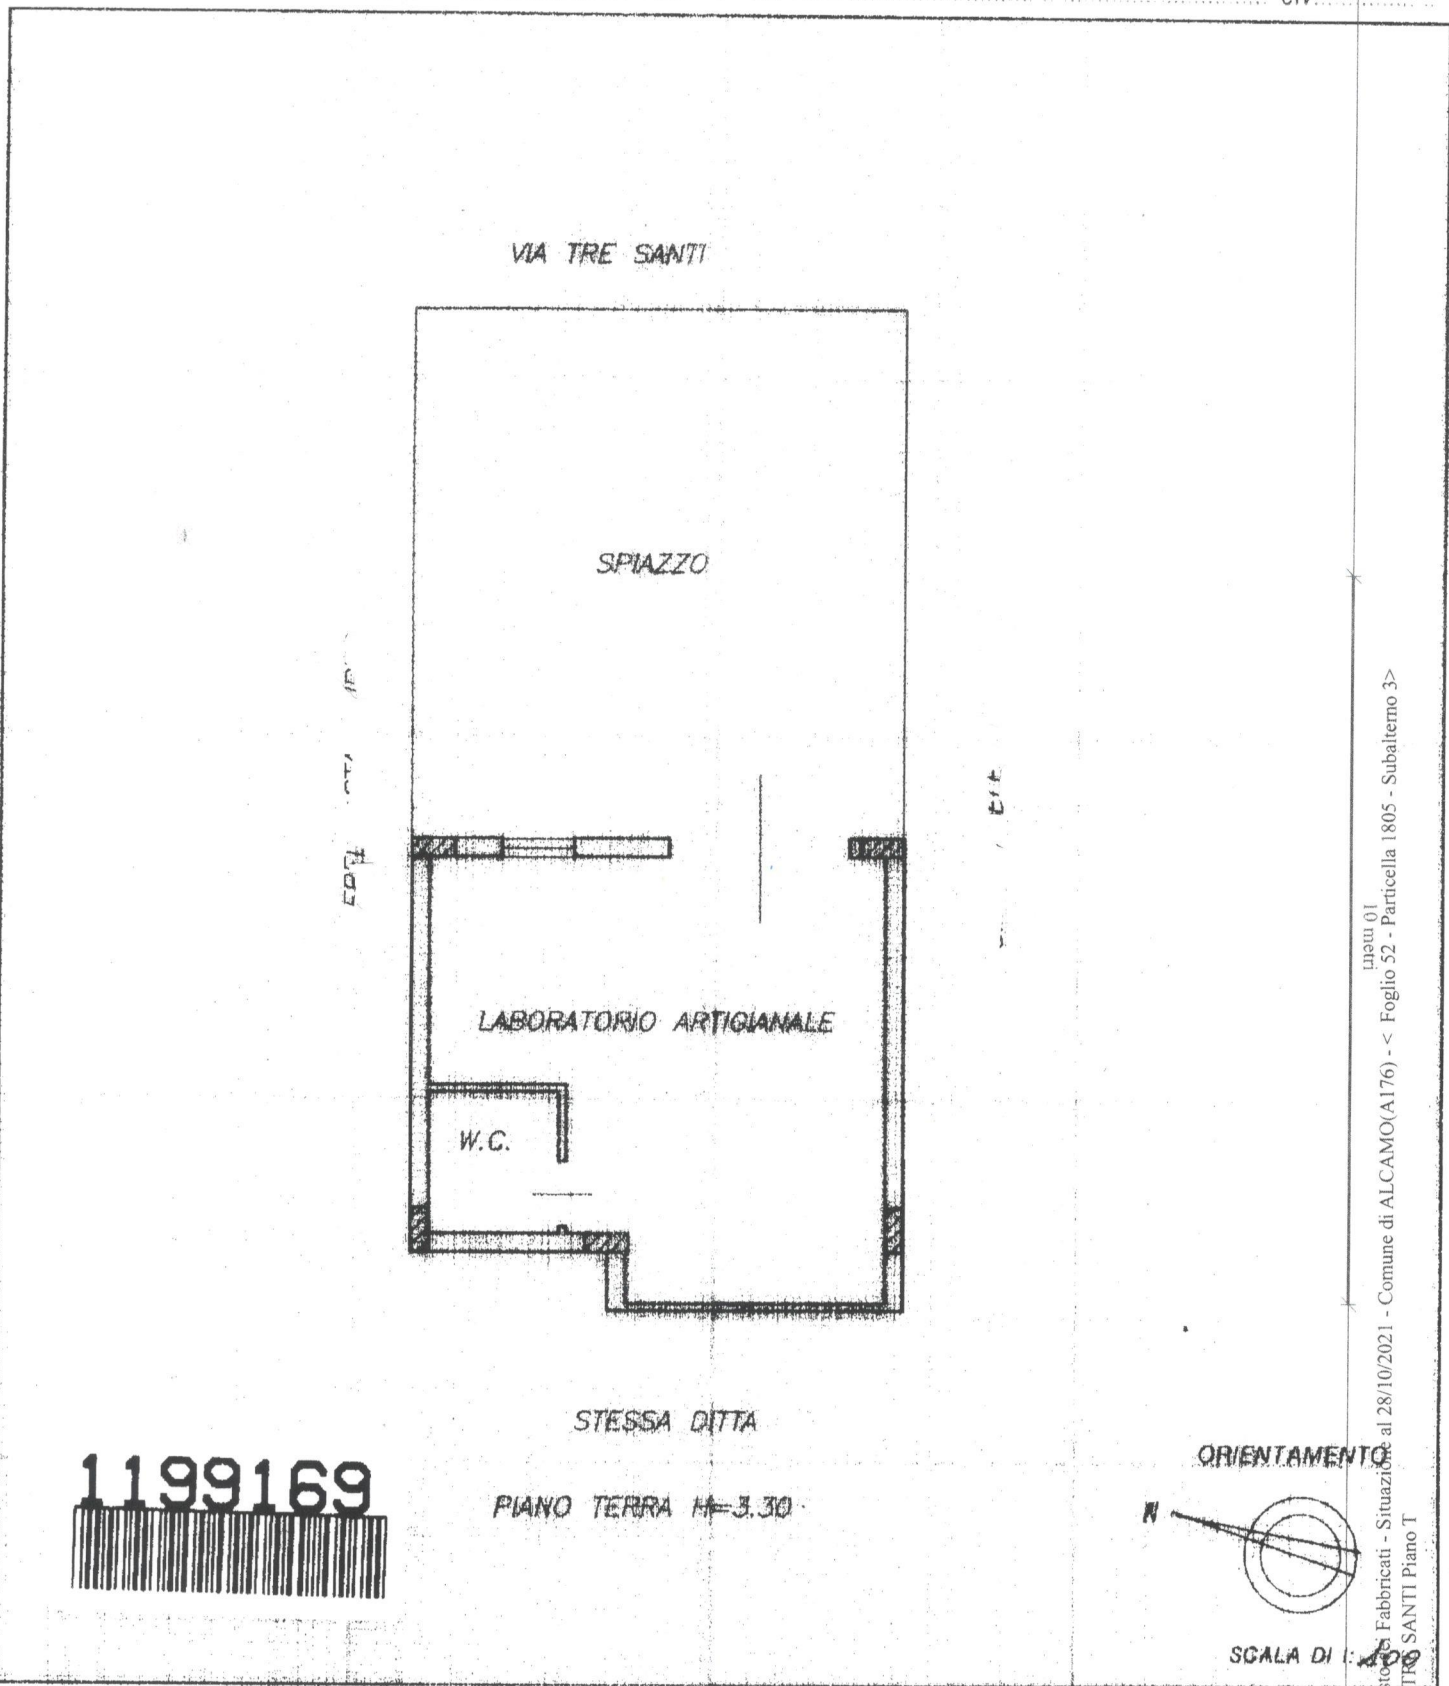 CIV.
VIA TRE SANTI
SPIAZZO
LABORATORIO ARTIGIANALE
W.C.
STESSA DITTA
PIANO TERRA H=3.30
1199169
ORIENTAMENTO
N
SCALA DI 1:
10 metri
Fabbricati - Situazione al 28/10/2021 - Comune di ALCAMO(A176) - < Foglio 52 - Particella 1805 - Subalterno 3>
SANTI Piano T